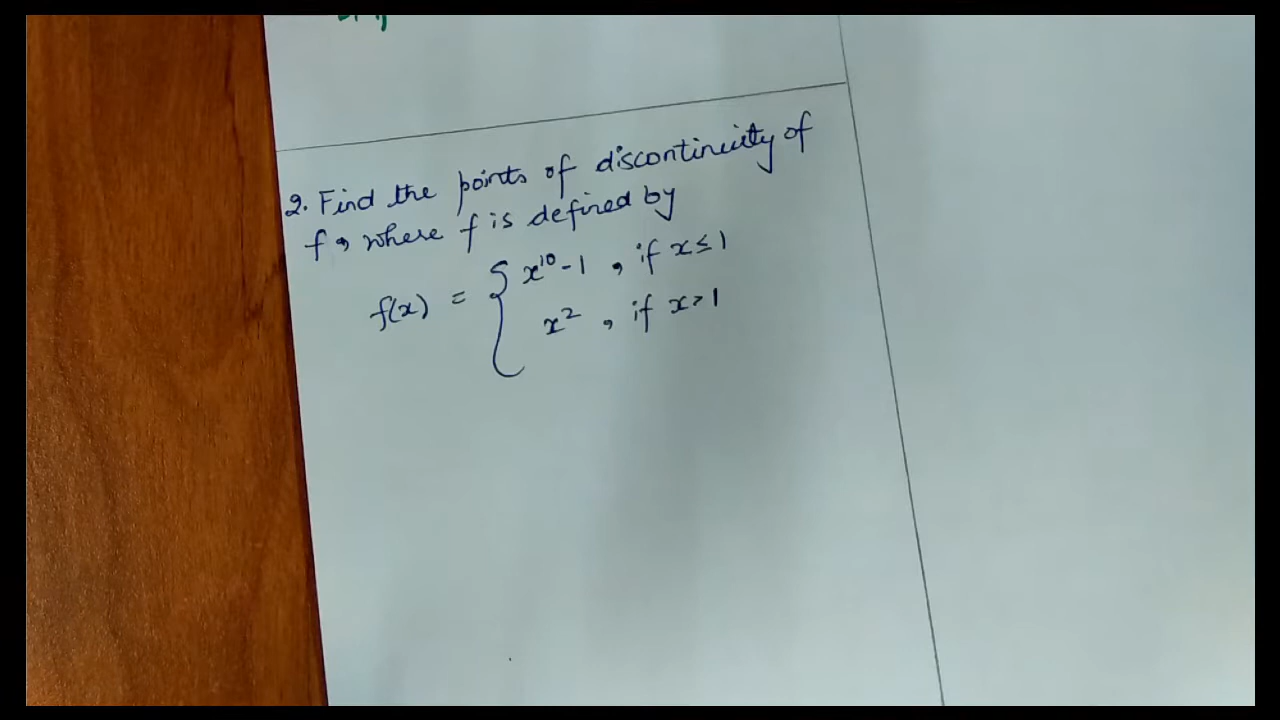 2. Find the points of discontinuity of
f, where f is defined by
f(x) = { x¹⁰-1 , if x ≤ 1
x² , if x > 1